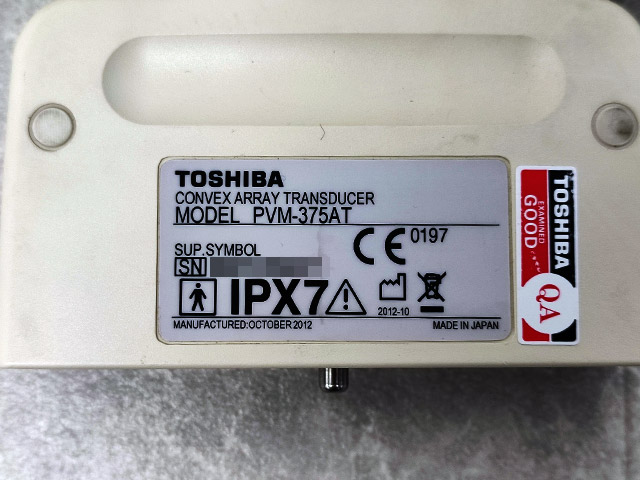 TOSHIBA
CONVEX ARRAY TRANSDUCER
MODEL PVM-375AT
SUP.SYMBOL
CE 0197
SN
IPX7
2012-10
MANUFACTURED:OCTOBER 2012
MADE IN JAPAN
TOSHIBA
EXAMINED
GOOD
QA